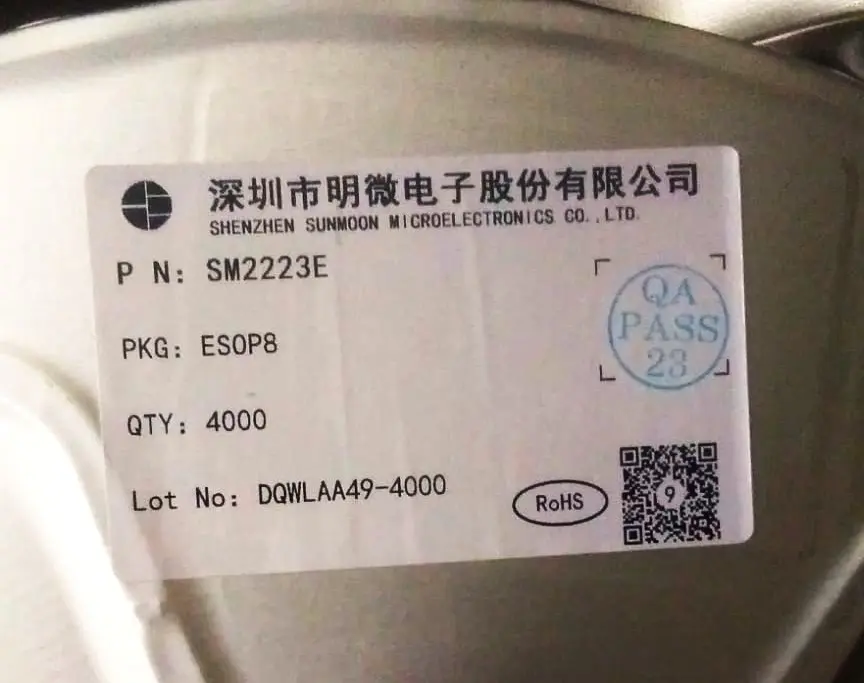 深圳市明微电子股份有限公司
SHENZHEN SUNMOON MICROELECTRONICS CO.,LTD.
P N: SM2223E
QA
PASS
23
PKG: ESOP8
QTY: 4000
Lot No: DQWLAA49-4000
RoHS
9